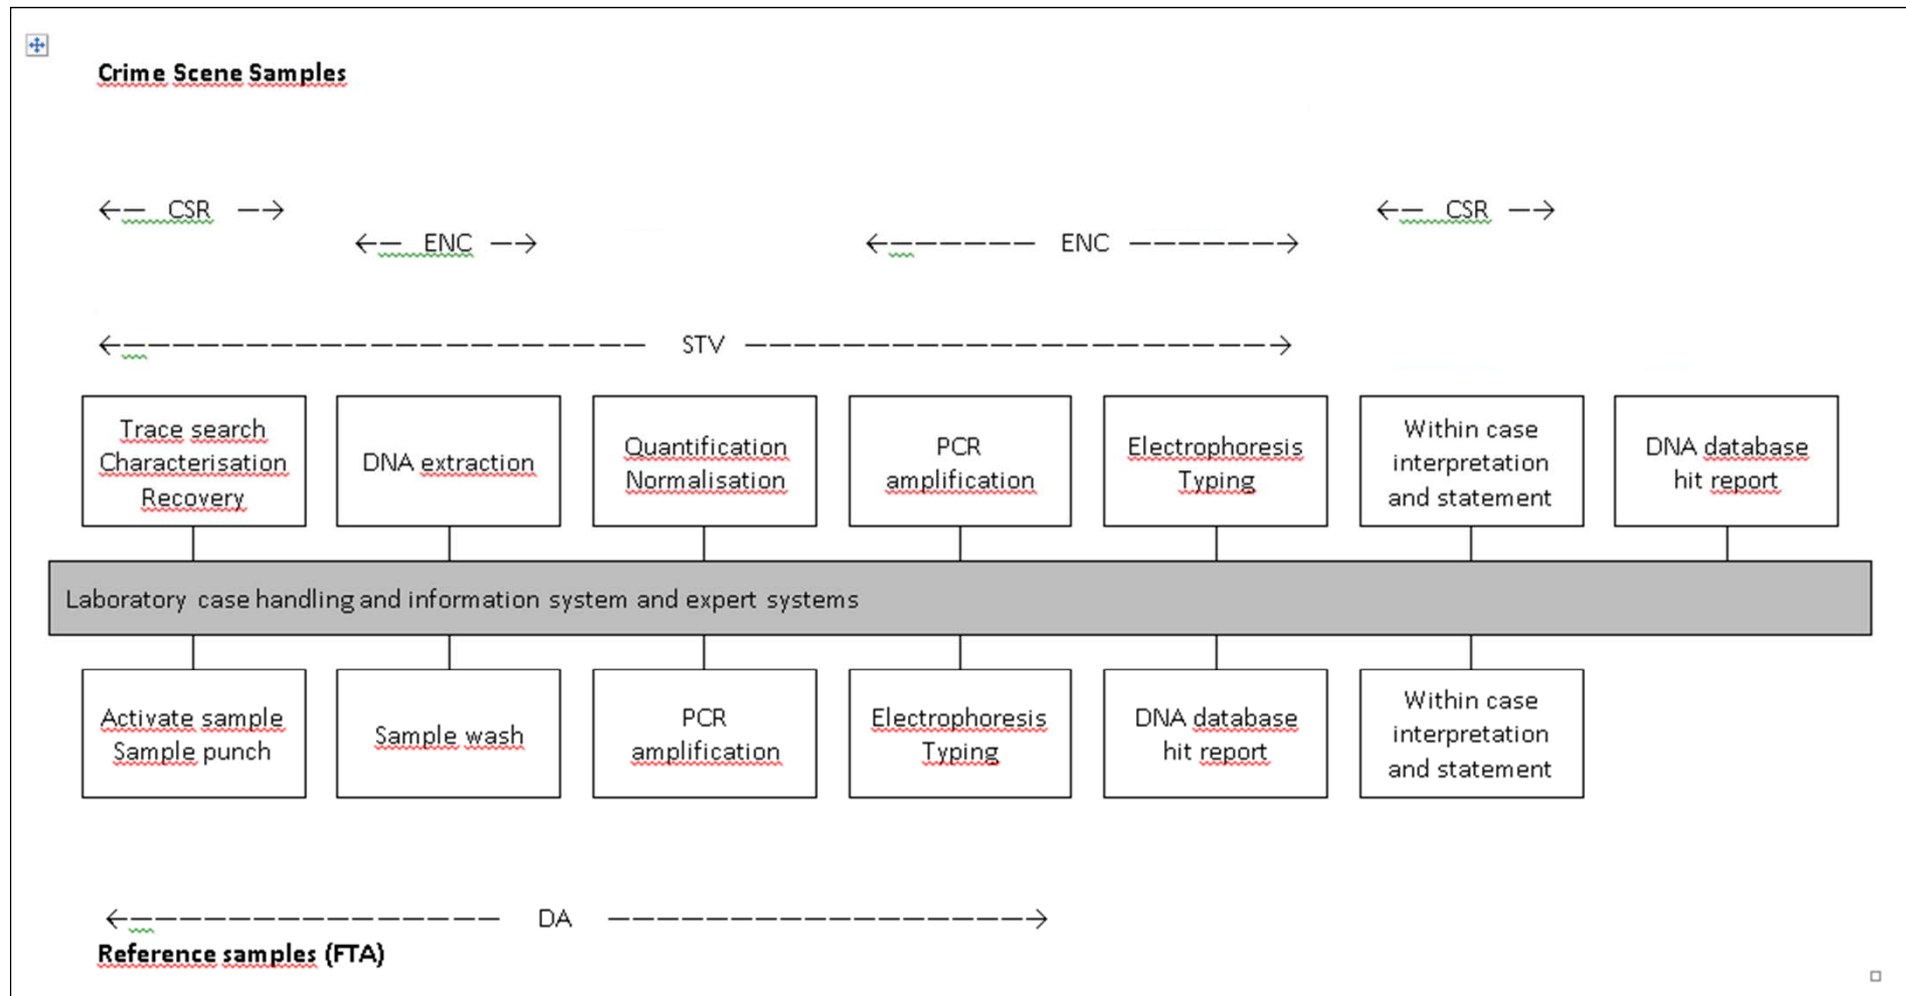 Crime Scene Samples
CSR
CSR
ENC
ENC
STV
Trace search
Characterisation
Recovery
DNA extraction
Quantification
Normalisation
PCR
amplification
Electrophoresis
Typing
Within case
interpretation
and statement
DNA database
hit report
Laboratory case handling and information system and expert systems
Activate sample
Sample punch
Sample wash
PCR
amplification
Electrophoresis
Typing
DNA database
hit report
Within case
interpretation
and statement
DA
Reference samples (FTA)